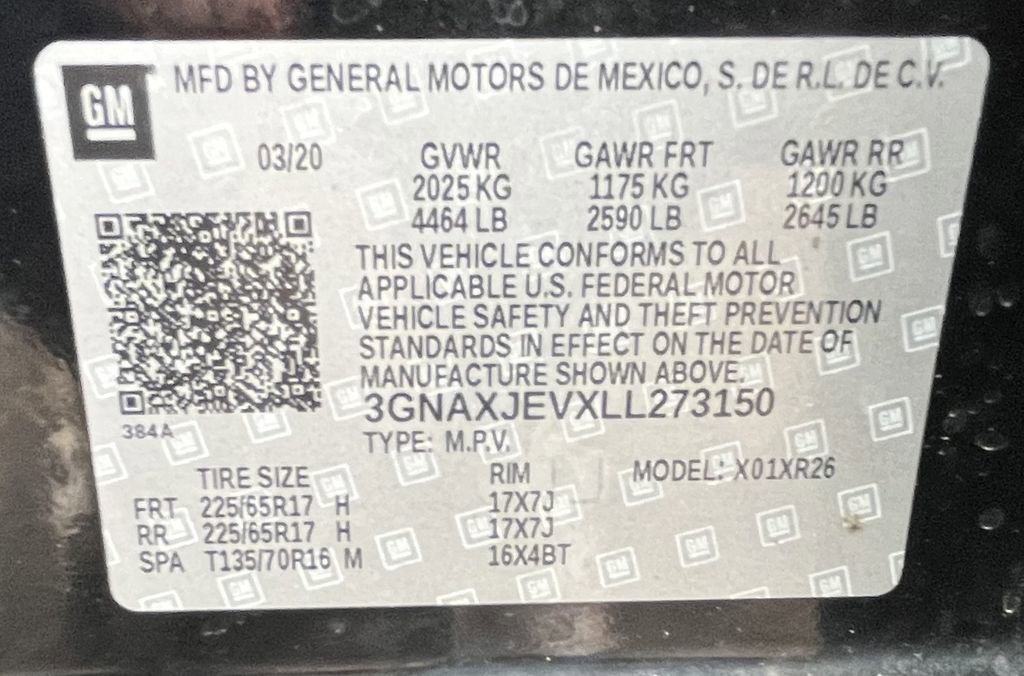 GM MFD BY GENERAL MOTORS DE MEXICO, S. DE R.L. DE C.V.
03/20 GVWR GAWR FRT GAWR RR
2025 KG 1175 KG 1200 KG
4464 LB 2590 LB 2645 LB
THIS VEHICLE CONFORMS TO ALL
APPLICABLE U.S. FEDERAL MOTOR
VEHICLE SAFETY AND THEFT PREVENTION
STANDARDS IN EFFECT ON THE DATE OF
MANUFACTURE SHOWN ABOVE.
3GNAXJEVXLL273150
384A
TYPE: M.P.V.
TIRE SIZE RIM MODEL: X01XR26
FRT 225/65R17 H 17X7J
RR 225/65R17 H 17X7J
SPA T135/70R16 M 16X4BT